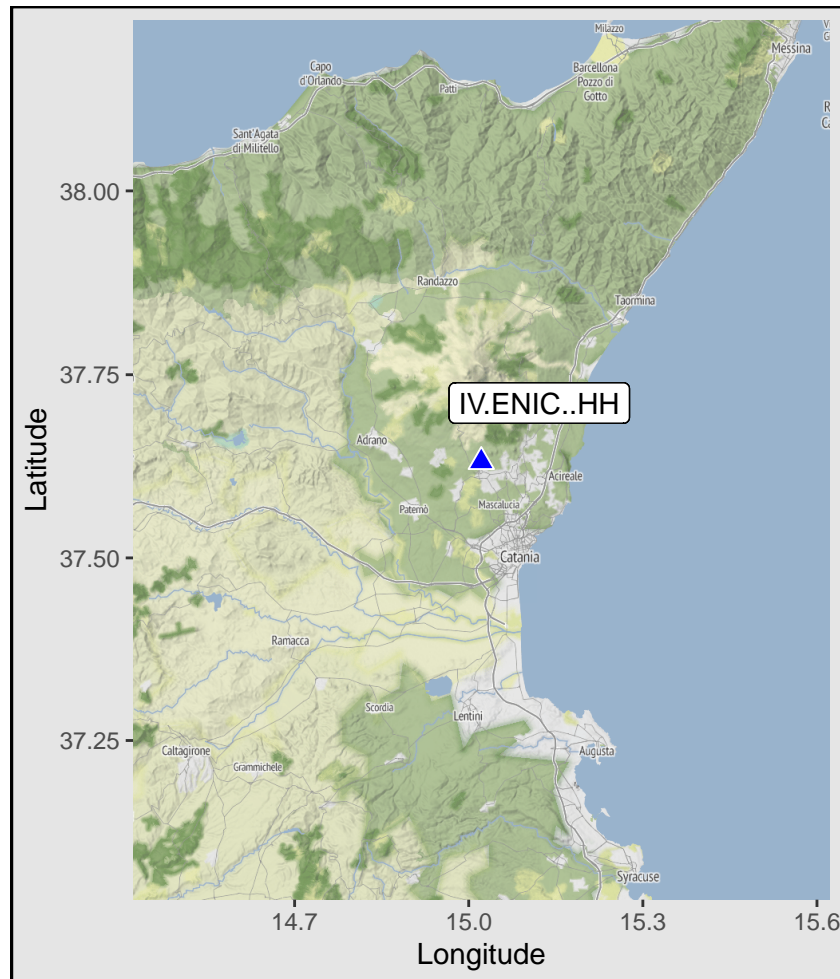 Milazzo
Messina
Capo
d'Orlando
Barcellona
Pozzo di
Gotto
Patti
Sant'Agata
di Militello
38.00
Randazzo
Taormina
37.75
IV.ENIC..HH
Adrano
Acireale
Mascalucia
Paternò
37.50
Catania
Ramacca
Scordia
Lentini
37.25
Caltagirone
Augusta
Grammichele
Syracuse
14.7
15.0
15.3
15.6
Longitude
Latitude